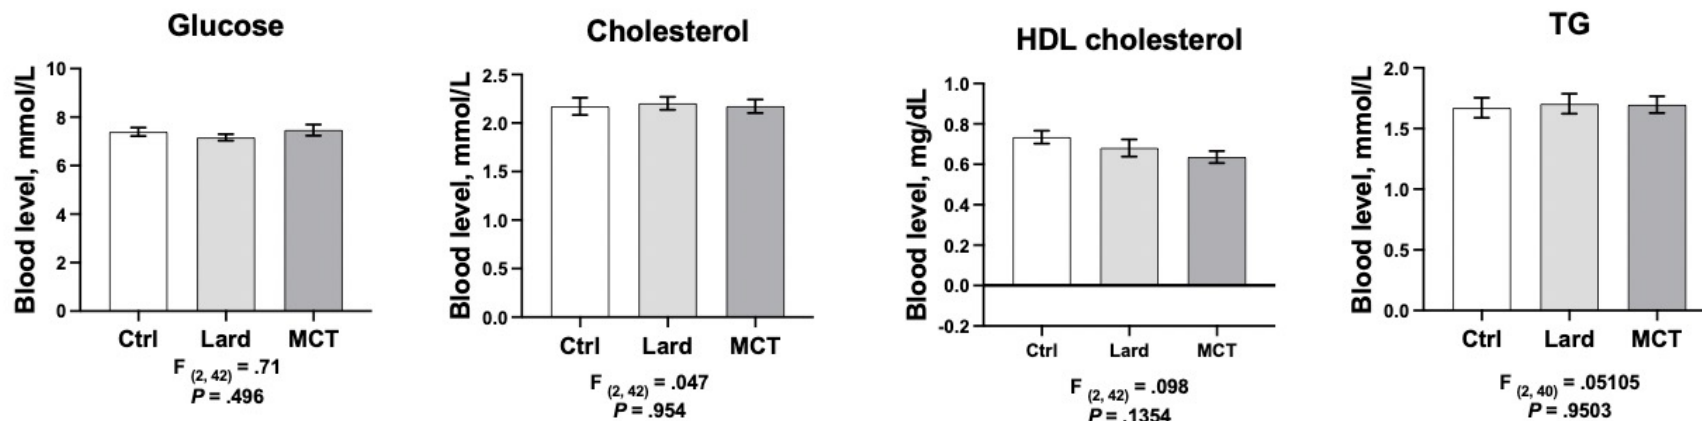 Glucose
Blood level, mmol/L
10
8
6
4
2
0
Ctrl Lard MCT
F (2, 42) = .71
P = .496
Cholesterol
Blood level, mmol/L
2.5
2.0
1.5
1.0
0.5
0.0
Ctrl Lard MCT
F (2, 42) = .047
P = .954
HDL cholesterol
Blood level, mg/dL
1.0
0.8
0.6
0.4
0.2
0.0
-0.2
Ctrl Lard MCT
F (2, 42) = .098
P = .1354
TG
Blood level, mmol/L
2.0
1.5
1.0
0.5
0.0
Ctrl Lard MCT
F (2, 40) = .05105
P = .9503